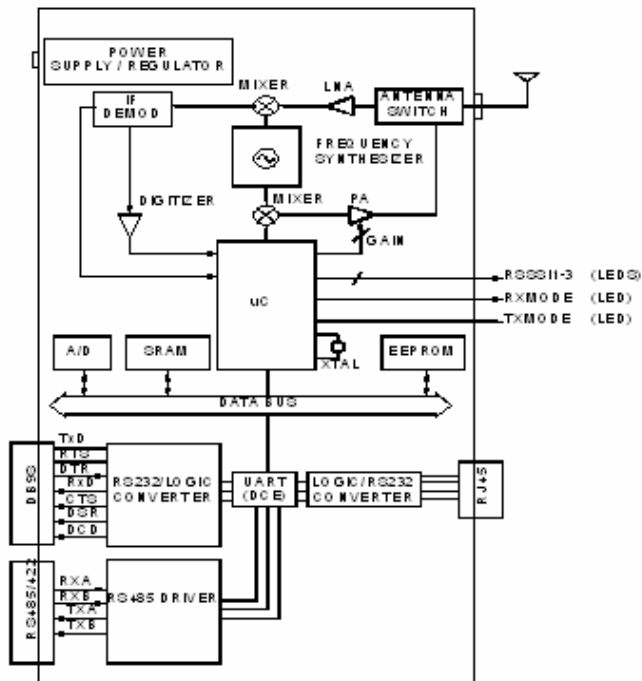 POWER
SUPPLY / REGULATOR
MIXER
LNA
ANTENNA
SWITCH
IF
DEMOD
FREQUENCY
SYNTHESIZER
DIGITIZER
MIXER
PA
GAIN
uC
RSSSI1-3 (LEDS)
RXMODE (LED)
TXMODE (LED)
XTAL
A/D
SRAM
EEPROM
DATA BUS
DB9S
TxD
RTS
DTR
RxD
CTS
DSR
DCD
RS232/LOGIC
CONVERTER
UART
(DCE)
LOGIC/RS232
CONVERTER
RJ45
RS485/422
RXA
RXB
TXA
TXB
RS485 DRIVER